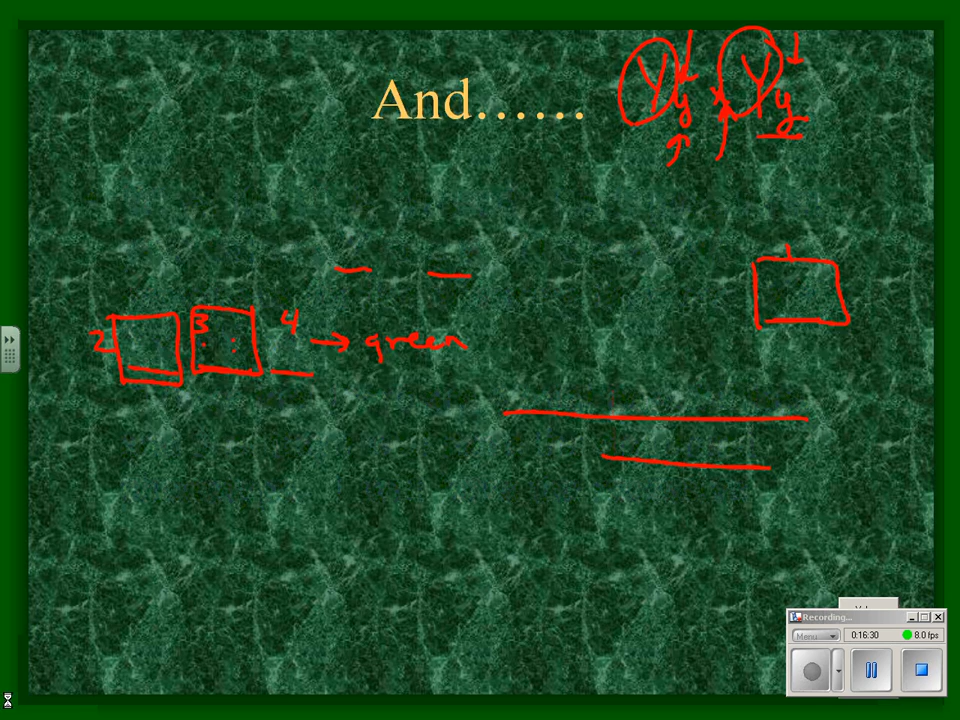 And……
Yy x Yy
1
2 3 4 → green
Recording...
Menu 0:16:30 8.0 fps